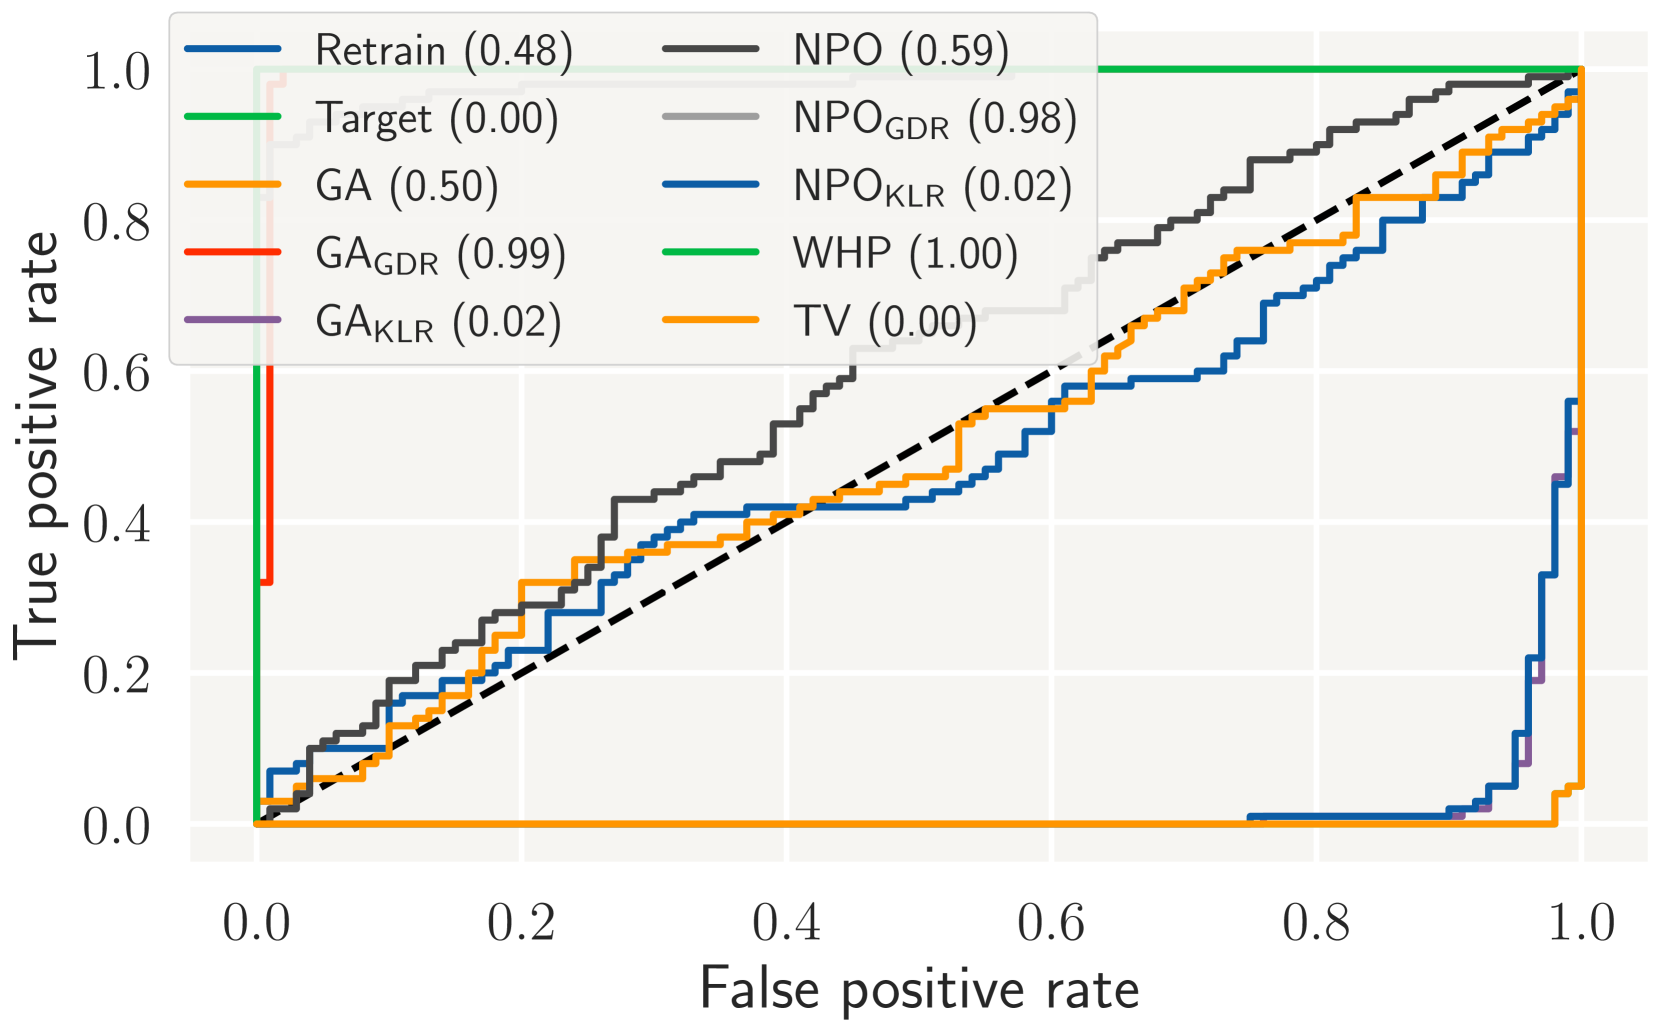 Retrain (0.48)
Target (0.00)
GA (0.50)
GA_GDR (0.99)
GA_KLR (0.02)
NPO (0.59)
NPO_GDR (0.98)
NPO_KLR (0.02)
WHP (1.00)
TV (0.00)
True positive rate
1.0
0.8
0.6
0.4
0.2
0.0
0.0 0.2 0.4 0.6 0.8 1.0
False positive rate